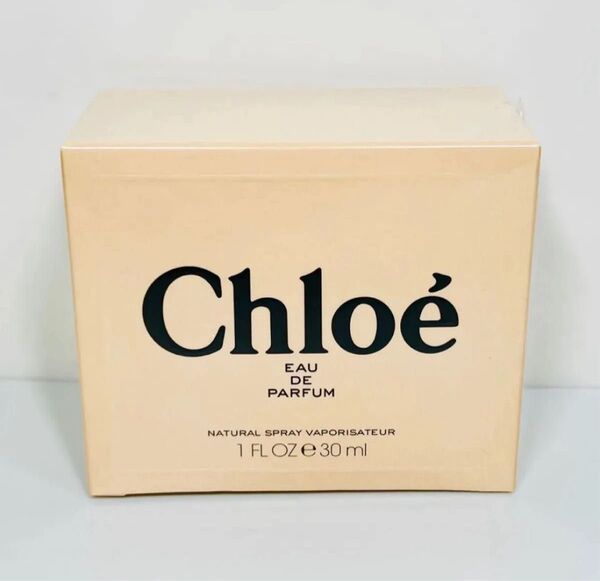 Chloé
EAU
DE
PARFUM
NATURAL SPRAY VAPORISATEUR
1 FL OZ ℮ 30 ml